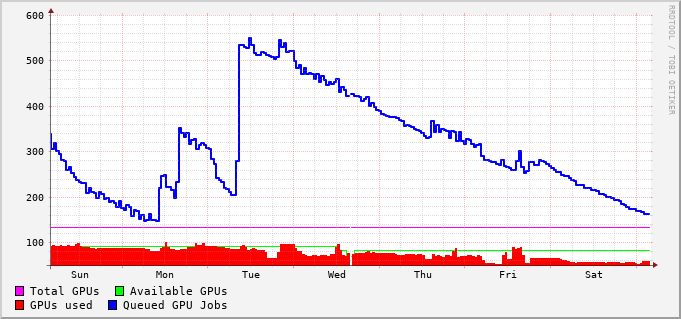 600
500
400
300
200
100
Sun Mon Tue Wed Thu Fri Sat
Total GPUs Available GPUs
GPUs used Queued GPU Jobs
RRDTOOL / TOBI OETIKER